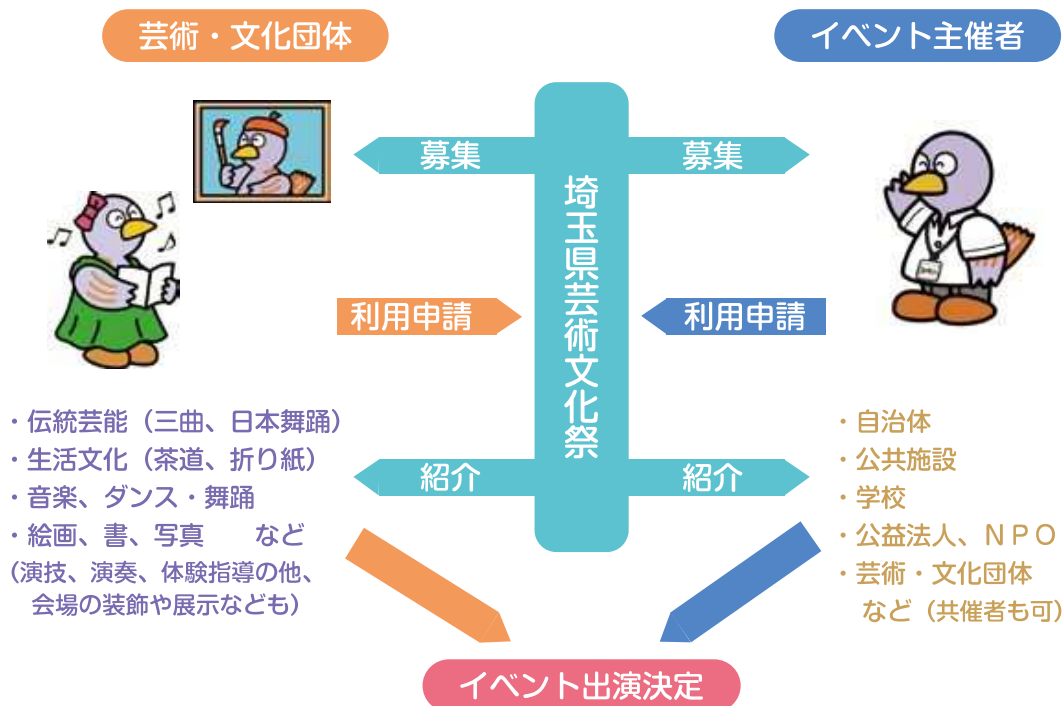 芸術・文化団体
イベント主催者
募集
募集
埼玉県芸術文化祭
利用申請
利用申請
紹介
紹介
・伝統芸能（三曲、日本舞踊）
・生活文化（茶道、折り紙）
・音楽、ダンス・舞踊
・絵画、書、写真　　など
（演技、演奏、体験指導の他、
会場の装飾や展示なども）
・自治体
・公共施設
・学校
・公益法人、ＮＰＯ
・芸術・文化団体
など（共催者も可）
イベント出演決定